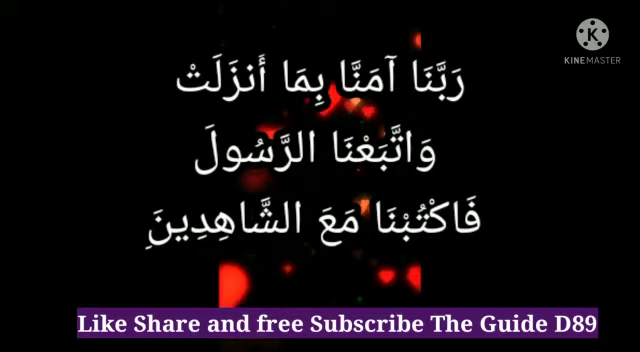 KINEMASTER
رَبَّنَا آمَنَّا بِمَا أَنزَلَتْ
وَاتَّبَعْنَا الرَّسُولَ
فَاكْتُبْنَا مَعَ الشَّاهِدِينَِ
Like Share and free Subscribe The Guide D89